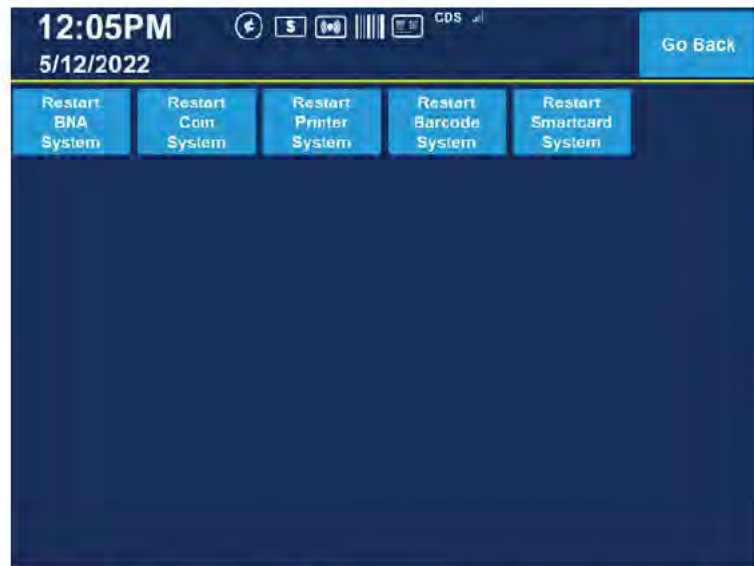 12:05PM
CDS
5/12/2022
Go Back
Restart
BNA
System
Restart
Coin
System
Restart
Printer
System
Restart
Barcode
System
Restart
Smartcard
System